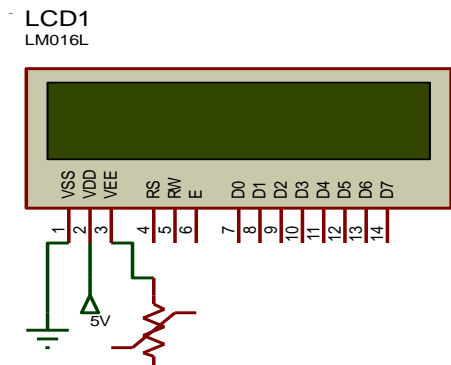 LCD1
LM016L
VSS VDD VEE RS RW E D0 D1 D2 D3 D4 D5 D6 D7
1 2 3 4 5 6 7 8 9 10 11 12 13 14
5V